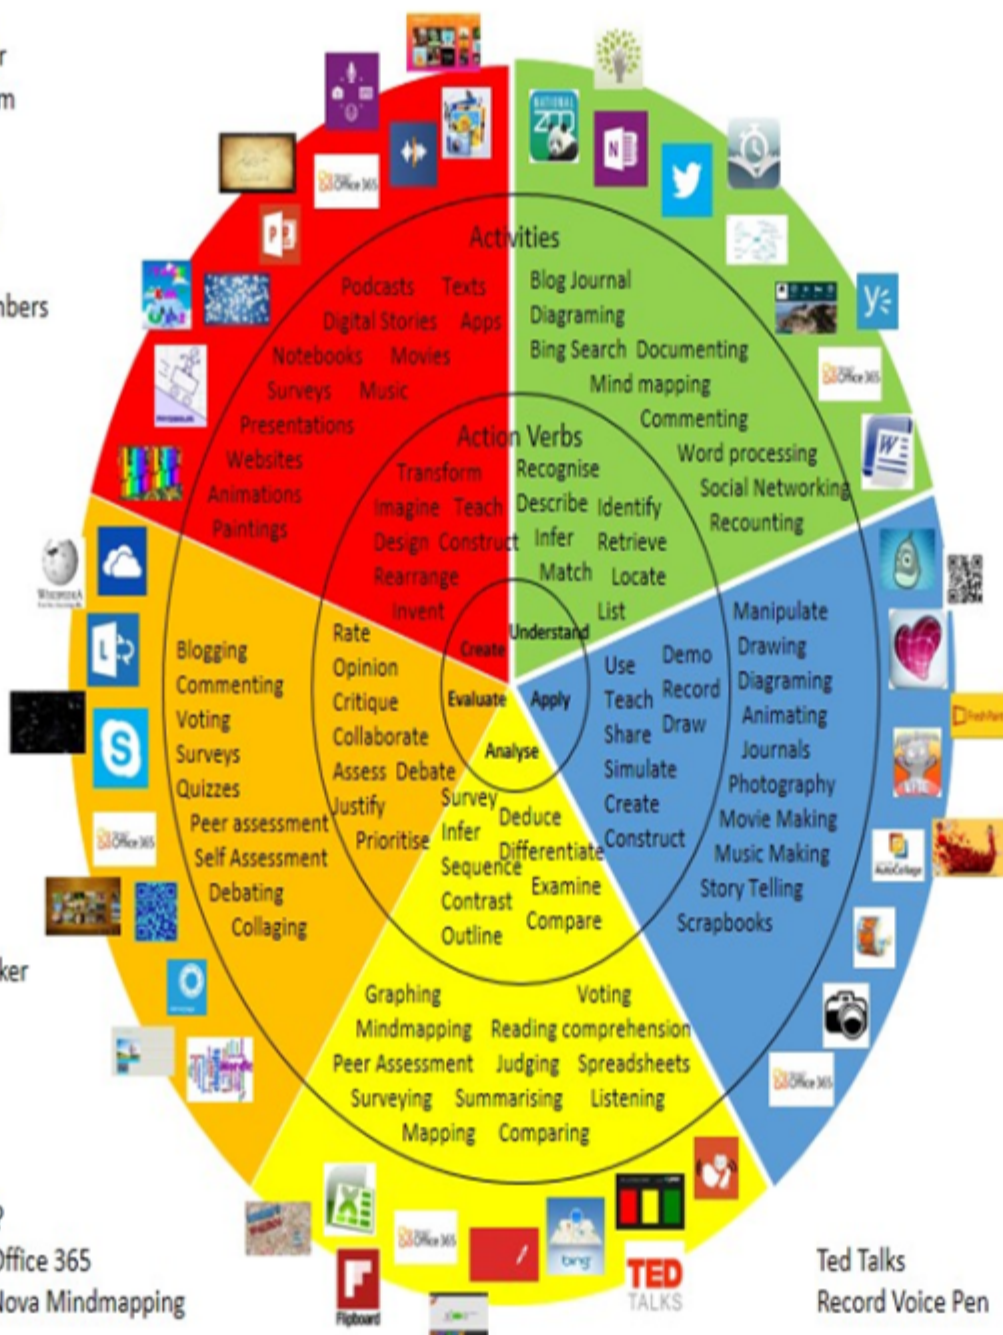 r
m
nbers
ker
?
Office 365
Nova Mindmapping
Ted Talks
Record Voice Pen
Activities
Podcasts Texts
Digital Stories Apps
Notebooks Movies
Surveys Music
Presentations
Websites
Animations
Paintings
Blog Journal
Diagraming
Bing Search Documenting
Mind mapping
Commenting
Word processing
Social Networking
Recounting
Action Verbs
Transform
Imagine Teach
Design Construct
Rearrange
Invent
Recognise
Describe Identify
Infer Retrieve
Match Locate
List
Create
Understand
Evaluate
Apply
Analyse
Blogging
Commenting
Voting
Surveys
Quizzes
Peer assessment
Self Assessment
Debating
Collaging
Rate
Opinion
Critique
Collaborate
Assess Debate
Justify
Prioritise
Use Demo
Teach Record
Share Draw
Simulate
Create
Construct
Manipulate
Drawing
Diagraming
Animating
Journals
Photography
Movie Making
Music Making
Story Telling
Scrapbooks
Survey Deduce
Infer Differentiate
Sequence
Contrast Examine
Outline Compare
Graphing Voting
Mindmapping Reading comprehension
Peer Assessment Judging Spreadsheets
Surveying Summarising Listening
Mapping Comparing
Office 365
P
NATIONAL
ZOO
N
y
Office 365
W
WIKIPEDIA
L
S
Office 365
AutoCollage
Office 365
X
Office 365
Flipboard
bing
TED
TALKS